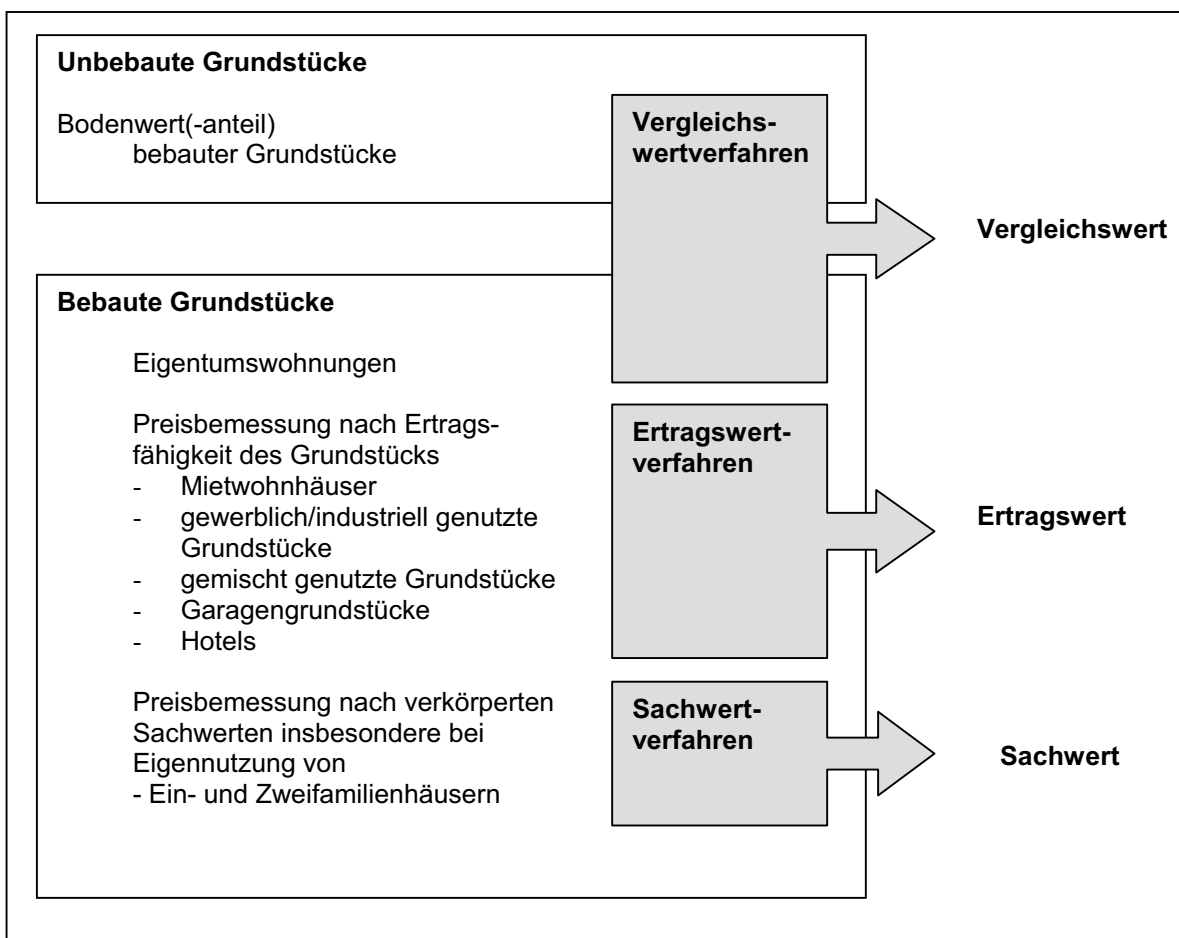 Unbebaute Grundstücke
Bodenwert(-anteil)
bebauter Grundstücke
Vergleichs-
wertverfahren
Vergleichswert
Bebaute Grundstücke
Eigentumswohnungen
Preisbemessung nach Ertrags-
fähigkeit des Grundstücks
- Mietwohnhäuser
- gewerblich/industriell genutzte
Grundstücke
- gemischt genutzte Grundstücke
- Garagengrundstücke
- Hotels
Ertragswert-
verfahren
Ertragswert
Preisbemessung nach verkörperten
Sachwerten insbesondere bei
Eigennutzung von
- Ein- und Zweifamilienhäusern
Sachwert-
verfahren
Sachwert